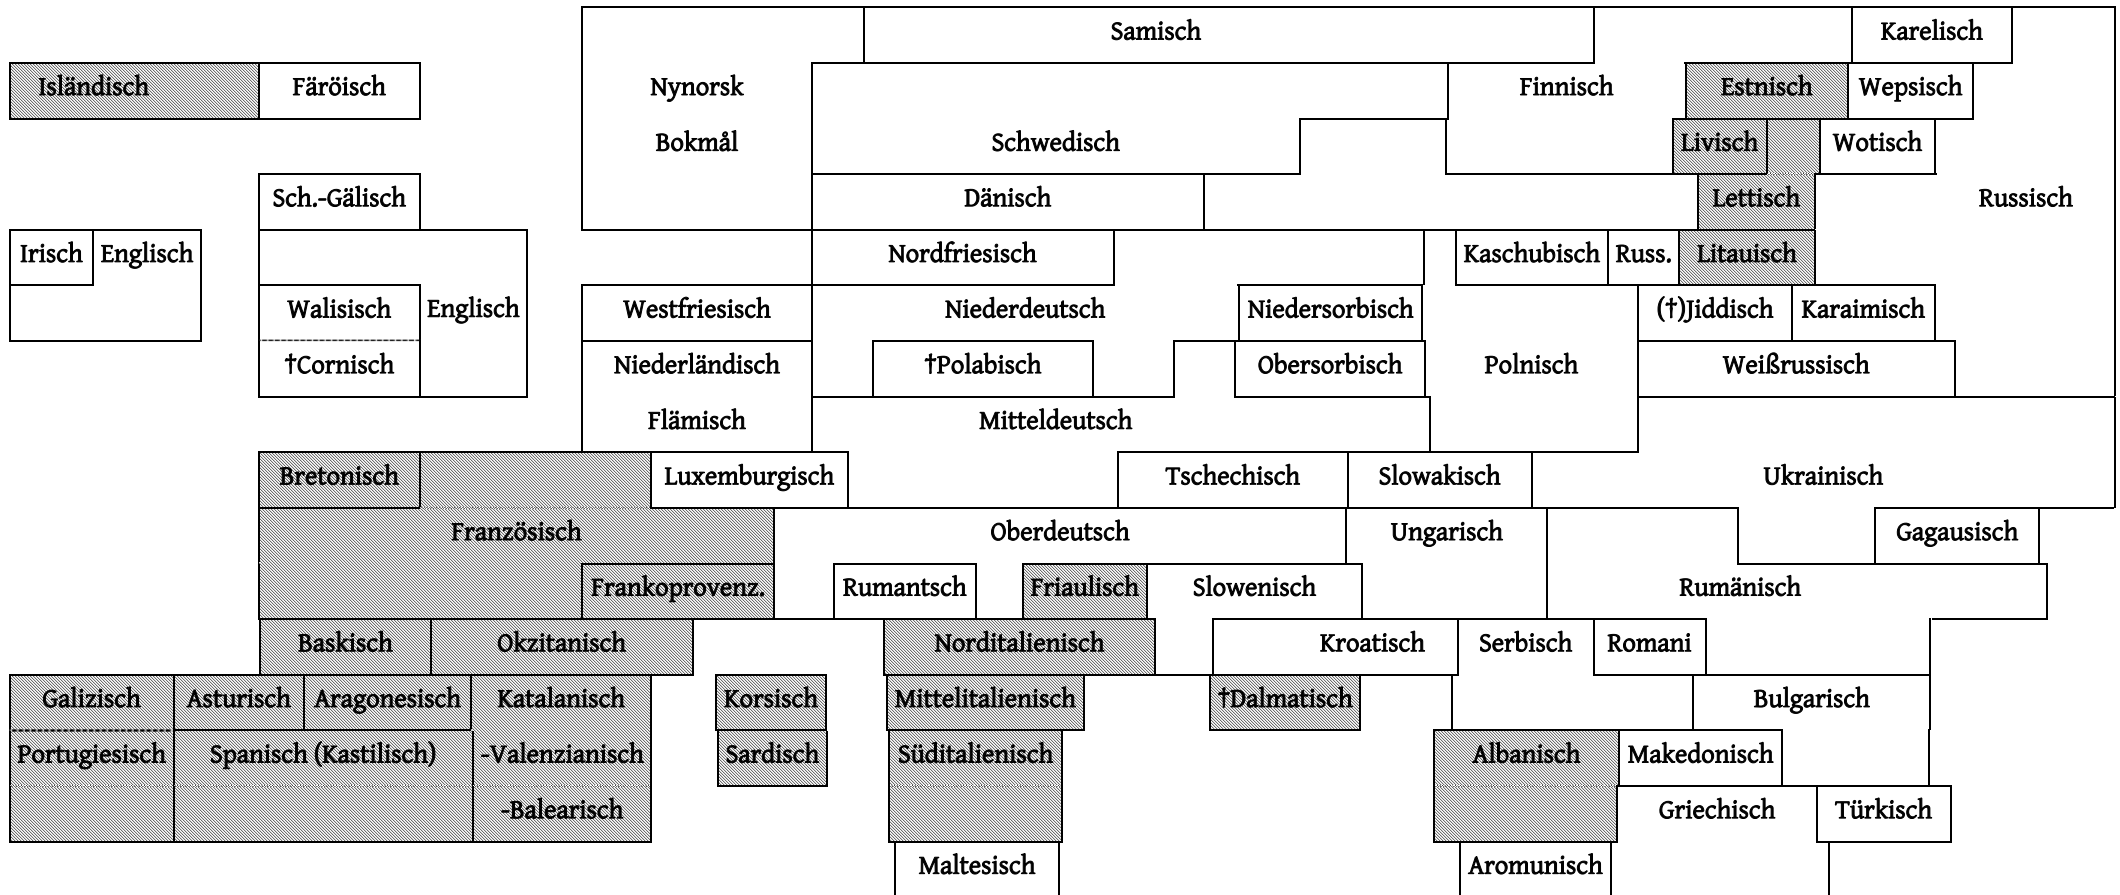 Samisch Karelisch
Isländisch Färöisch Nynorsk Finnisch Estnisch Wepsisch
Bokmål Schwedisch Livisch Wotisch
Sch.-Gälisch Dänisch Lettisch Russisch
Irisch Englisch Nordfriesisch Kaschubisch Russ. Litauisch
Walisisch Englisch Westfriesisch Niederdeutsch Niedersorbisch (†)Jiddisch Karaimisch
†Cornisch Niederländisch †Polabisch Obersorbisch Polnisch Weißrussisch
Flämisch Mitteldeutsch
Bretonisch Luxemburgisch Tschechisch Slowakisch Ukrainisch
Französisch Oberdeutsch Ungarisch Gagausisch
Frankoprovenz. Rumantsch Friaulisch Slowenisch Rumänisch
Baskisch Okzitanisch Norditalienisch Kroatisch Serbisch Romani
Galizisch Asturisch Aragonesisch Katalanisch Korsisch Mittelitalienisch †Dalmatisch Bulgarisch
Portugiesisch Spanisch (Kastilisch) -Valenzianisch Sardisch Süditalienisch Albanisch Makedonisch
-Balearisch Griechisch Türkisch
Maltesisch Aromunisch